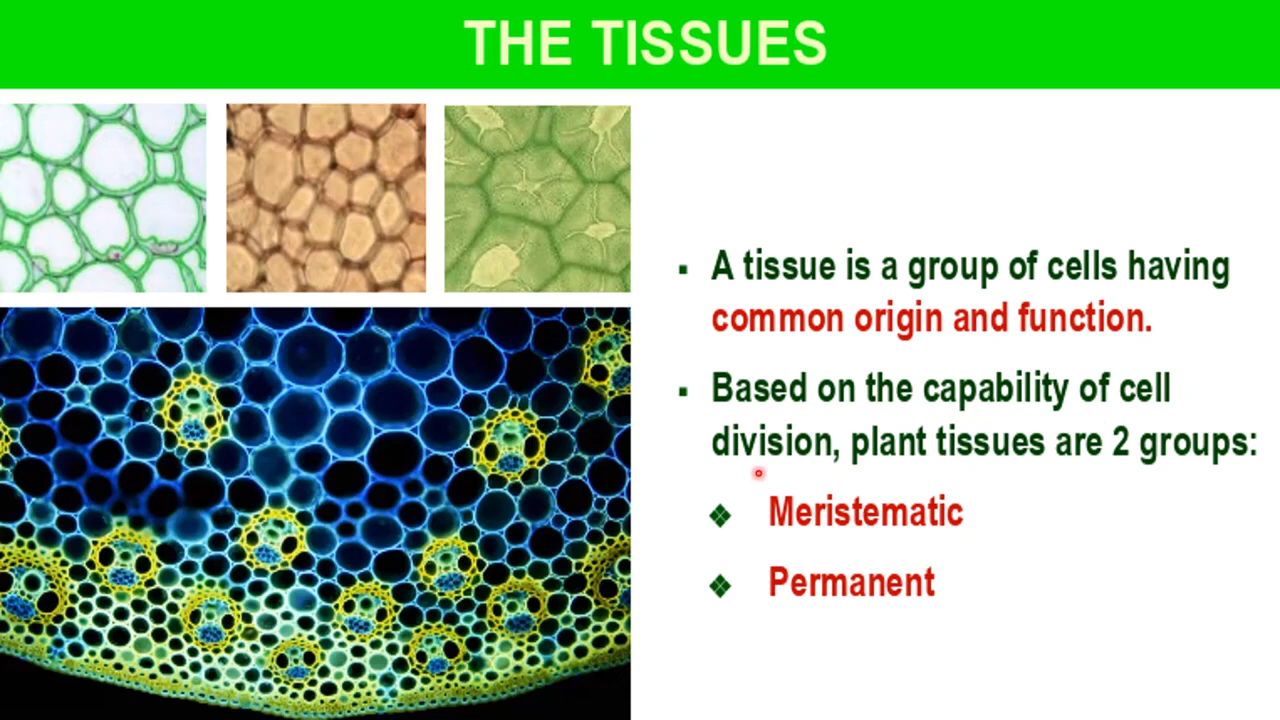 THE TISSUES
▪ A tissue is a group of cells having
common origin and function.
▪ Based on the capability of cell
division, plant tissues are 2 groups:
❖ Meristematic
❖ Permanent